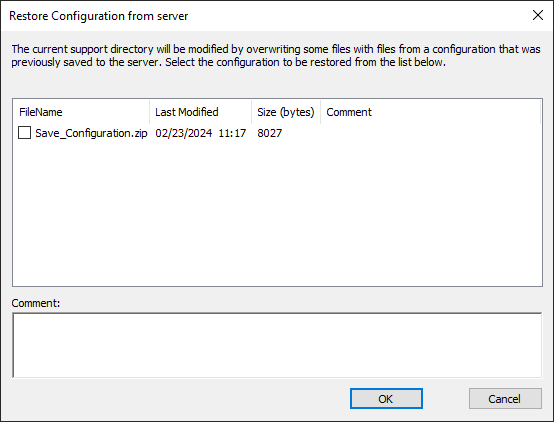 Restore Configuration from server
The current support directory will be modified by overwriting some files with files from a configuration that was
previously saved to the server. Select the configuration to be restored from the list below.
FileName Last Modified Size (bytes) Comment
Save_Configuration.zip 02/23/2024 11:17 8027
Comment:
OK Cancel